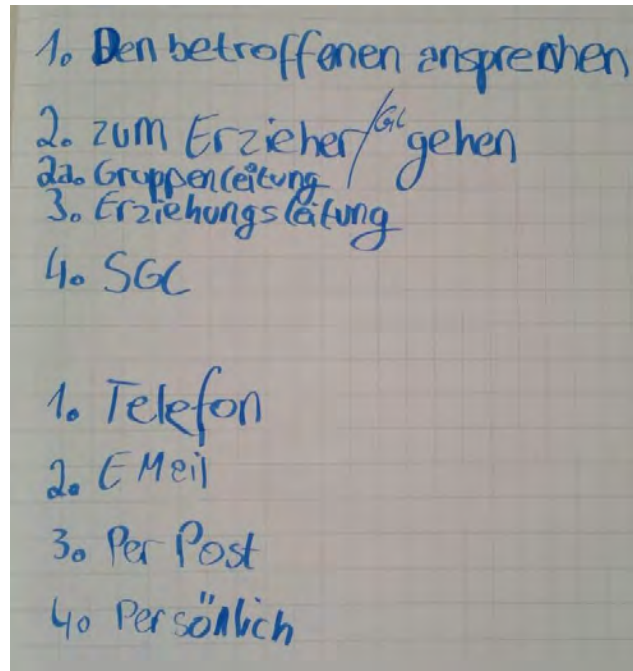 1. Den betroffenen ansprechen
2. zum Erzieher/GL gehen
2a. Gruppenleitung
3. Erziehungsleitung
4. SGL
1. Telefon
2. E Meil
3. Per Post
4. Persönlich